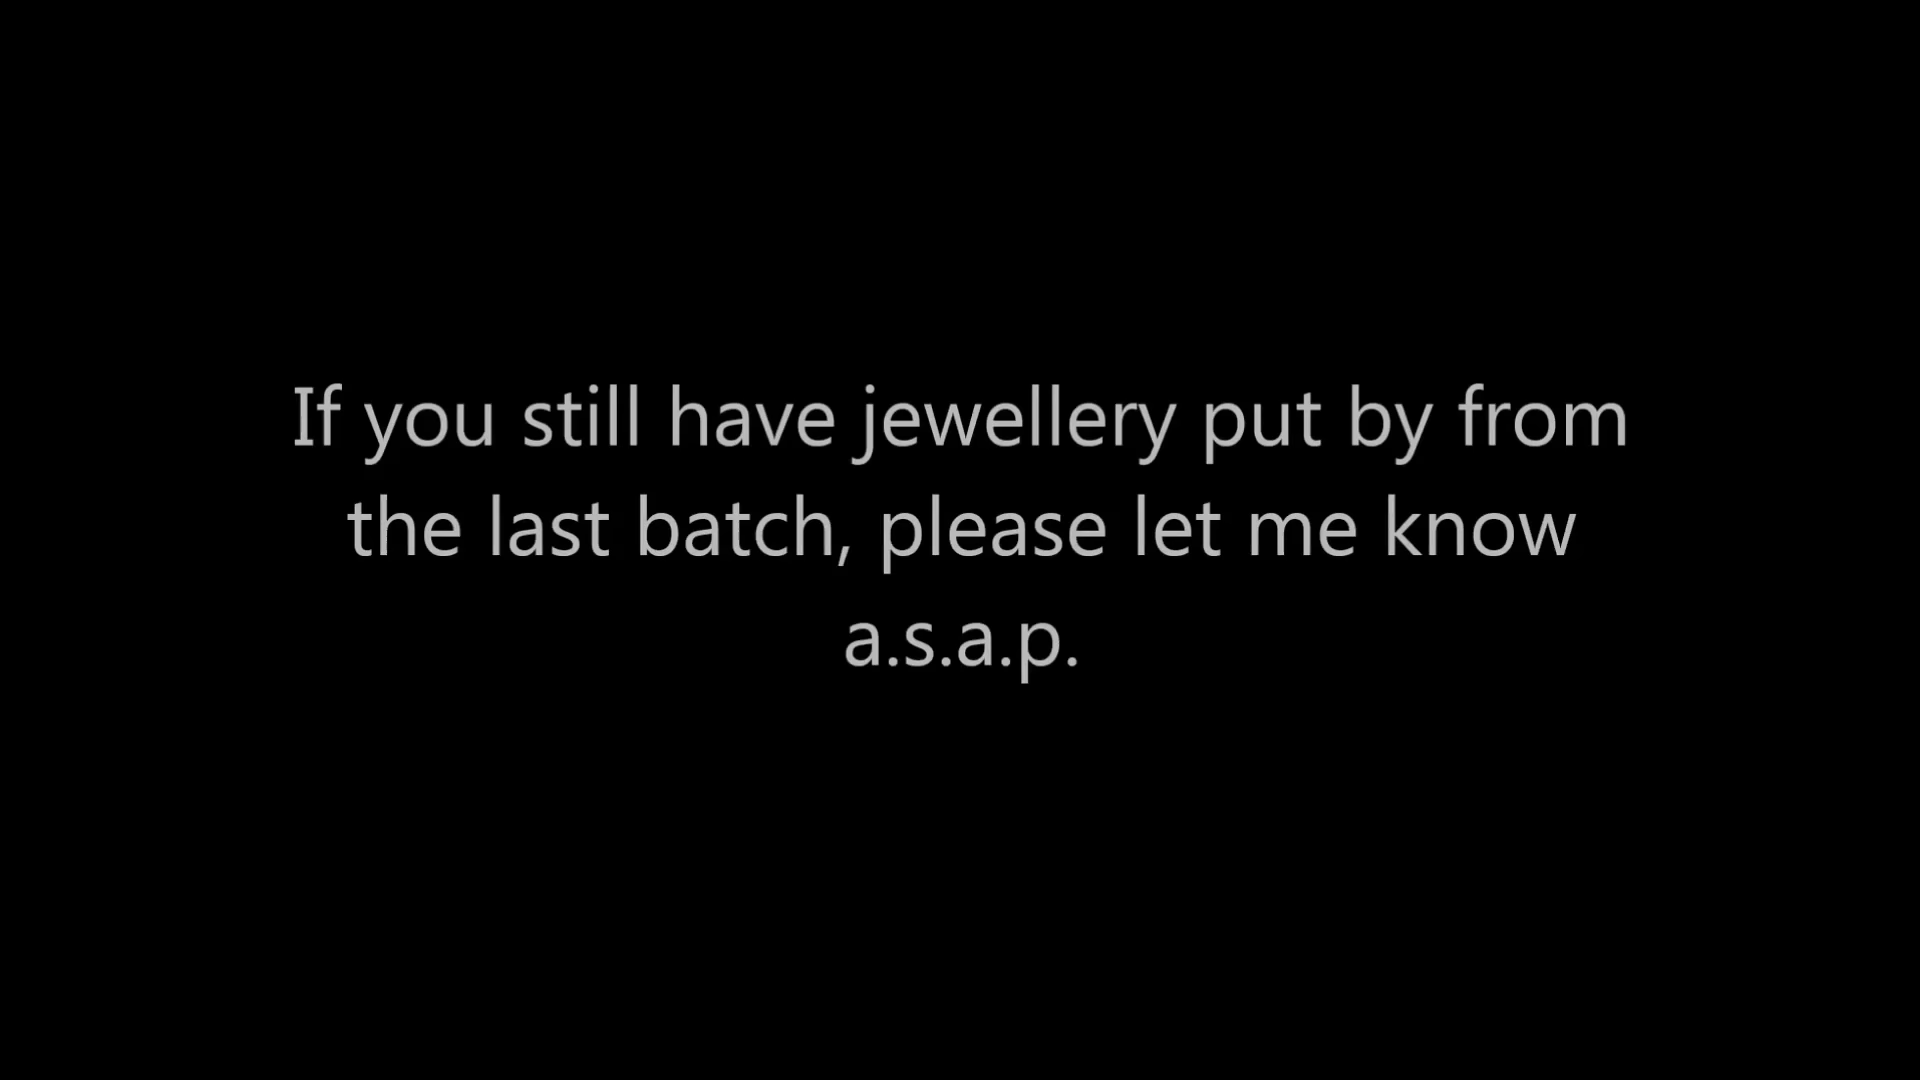 If you still have jewellery put by from
the last batch, please let me know
a.s.a.p.